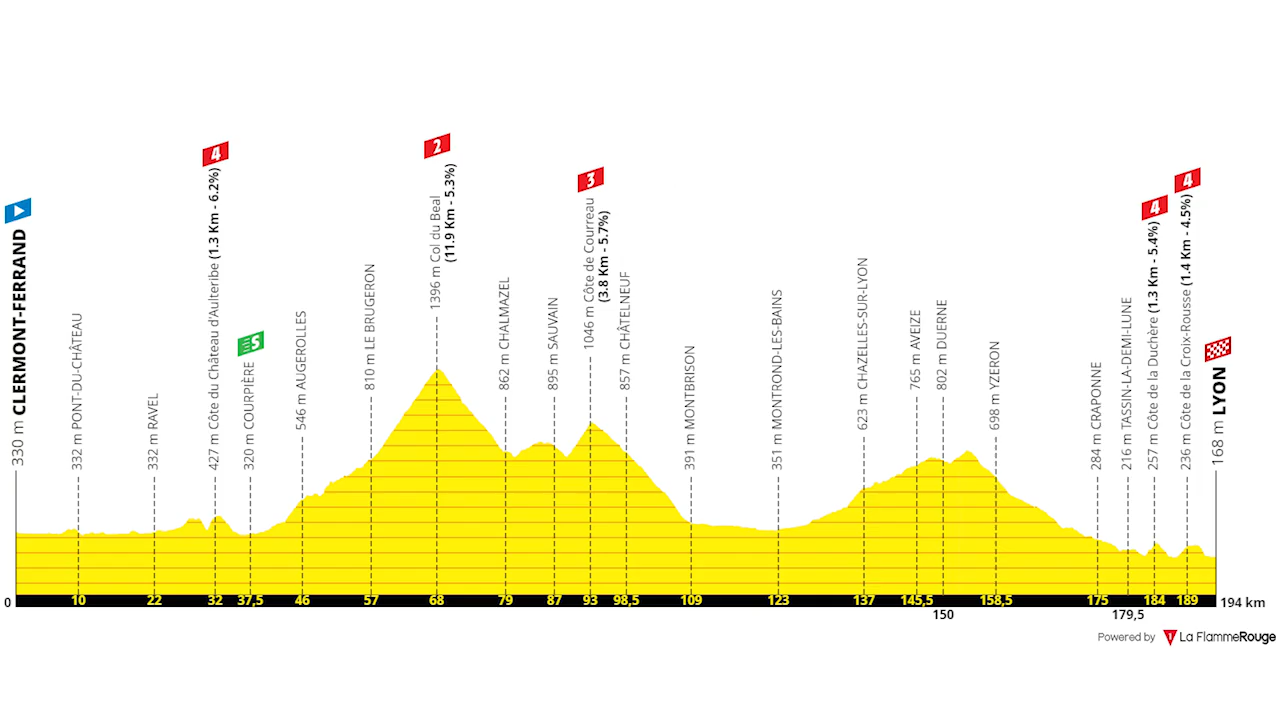 330 m CLERMONT-FERRAND
332 m PONT-DU-CHÂTEAU
332 m RAVEL
4
427 m Côte du Château d'Aulteribe (1.3 Km - 6.2%)
S
320 m COURPIÈRE
546 m AUGEROLLES
810 m LE BRUGERON
2
1396 m Col du Beal
(11.9 Km - 5.3%)
862 m CHALMAZEL
895 m SAUVAIN
3
1046 m Côte de Courreau
(3.8 Km - 5.7%)
857 m CHÂTELNEUF
391 m MONTBRISON
351 m MONTROND-LES-BAINS
623 m CHAZELLES-SUR-LYON
765 m AVEIZE
802 m DUERNE
698 m YZERON
284 m CRAPONNE
216 m TASSIN-LA-DEMI-LUNE
4
257 m Côte de la Duchère (1.3 Km - 5.4%)
4
236 m Côte de la Croix-Rousse (1.4 Km - 4.5%)
168 m LYON
0 10 22 32 37,5 46 57 68 79 87 93 98,5 109 123 137 145,5 158,5 175 184 189 194 km
150 179,5
Powered by La FlammeRouge